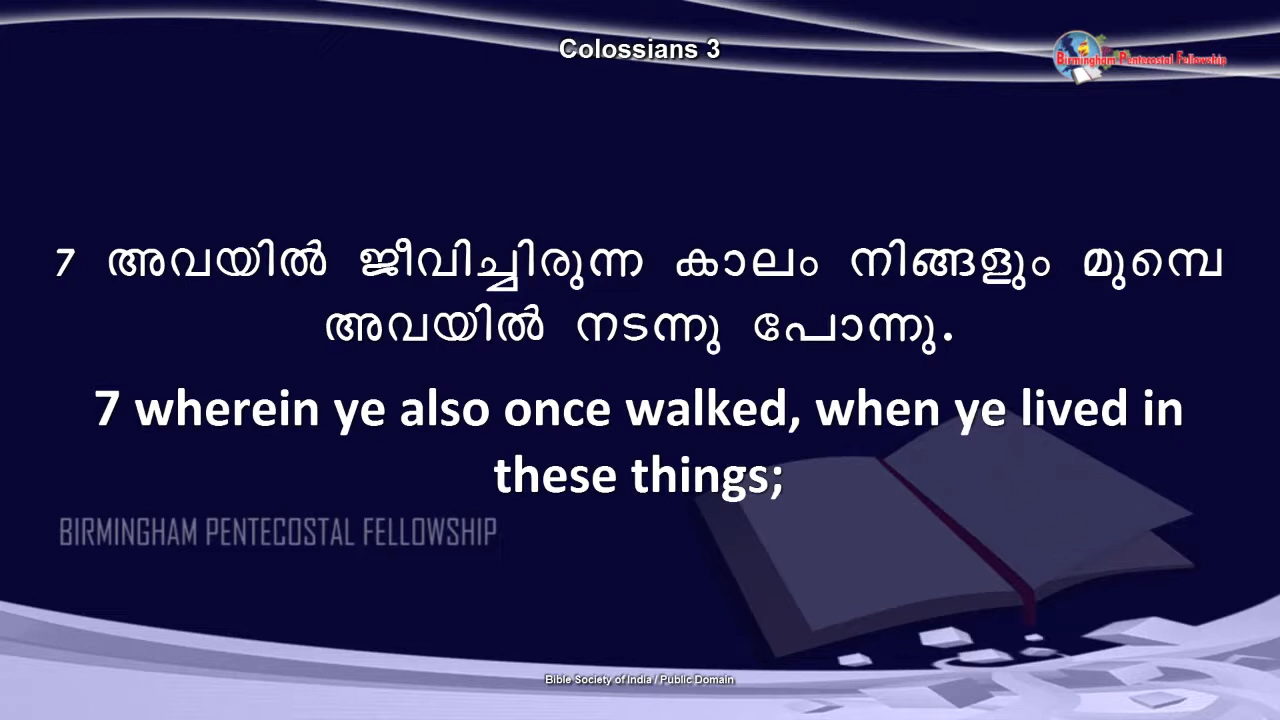 Colossians 3
Birmingham Pentecostal Fellowship
7 അവയിൽ ജീവിച്ചിരുന്ന കാലം നിങ്ങളും മുമ്പെ
അവയിൽ നടന്നു പോന്നു.
7 wherein ye also once walked, when ye lived in
these things;
BIRMINGHAM PENTECOSTAL FELLOWSHIP
Bible Society of India / Public Domain